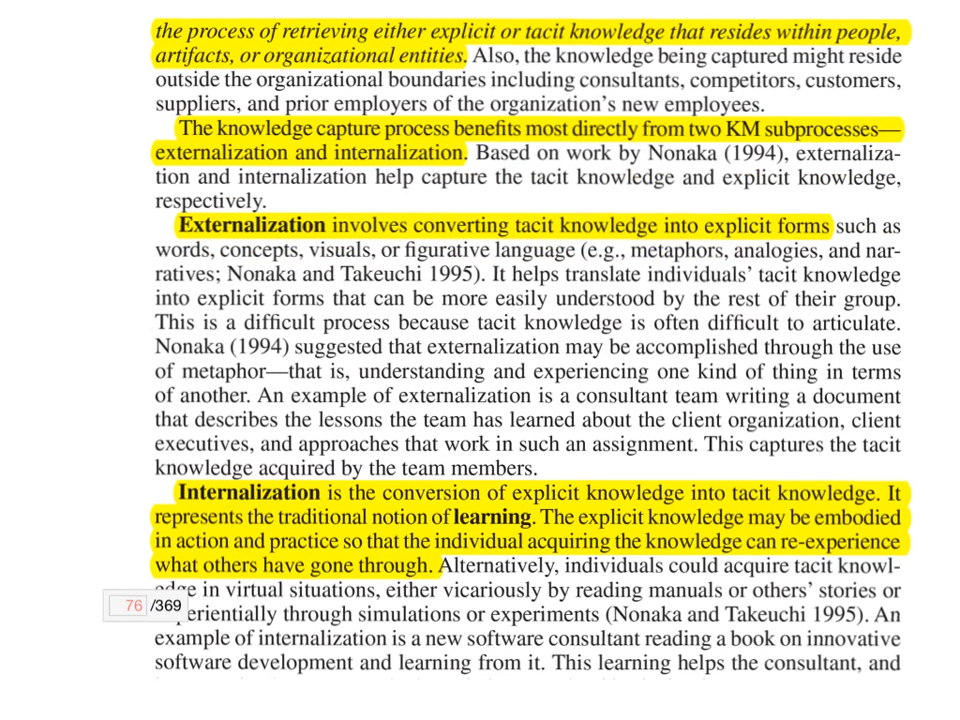 the process of retrieving either explicit or tacit knowledge that resides within people,
artifacts, or organizational entities. Also, the knowledge being captured might reside
outside the organizational boundaries including consultants, competitors, customers,
suppliers, and prior employers of the organization's new employees.
The knowledge capture process benefits most directly from two KM subprocesses—
externalization and internalization. Based on work by Nonaka (1994), externaliza-
tion and internalization help capture the tacit knowledge and explicit knowledge,
respectively.
Externalization involves converting tacit knowledge into explicit forms such as
words, concepts, visuals, or figurative language (e.g., metaphors, analogies, and nar-
ratives; Nonaka and Takeuchi 1995). It helps translate individuals' tacit knowledge
into explicit forms that can be more easily understood by the rest of their group.
This is a difficult process because tacit knowledge is often difficult to articulate.
Nonaka (1994) suggested that externalization may be accomplished through the use
of metaphor—that is, understanding and experiencing one kind of thing in terms
of another. An example of externalization is a consultant team writing a document
that describes the lessons the team has learned about the client organization, client
executives, and approaches that work in such an assignment. This captures the tacit
knowledge acquired by the team members.
Internalization is the conversion of explicit knowledge into tacit knowledge. It
represents the traditional notion of learning. The explicit knowledge may be embodied
in action and practice so that the individual acquiring the knowledge can re-experience
what others have gone through. Alternatively, individuals could acquire tacit knowl-
in virtual situations, either vicariously by reading manuals or others' stories or
76 /369
through simulations or experiments (Nonaka and Takeuchi 1995). An
example of internalization is a new software consultant reading a book on innovative
software development and learning from it. This learning helps the consultant, and